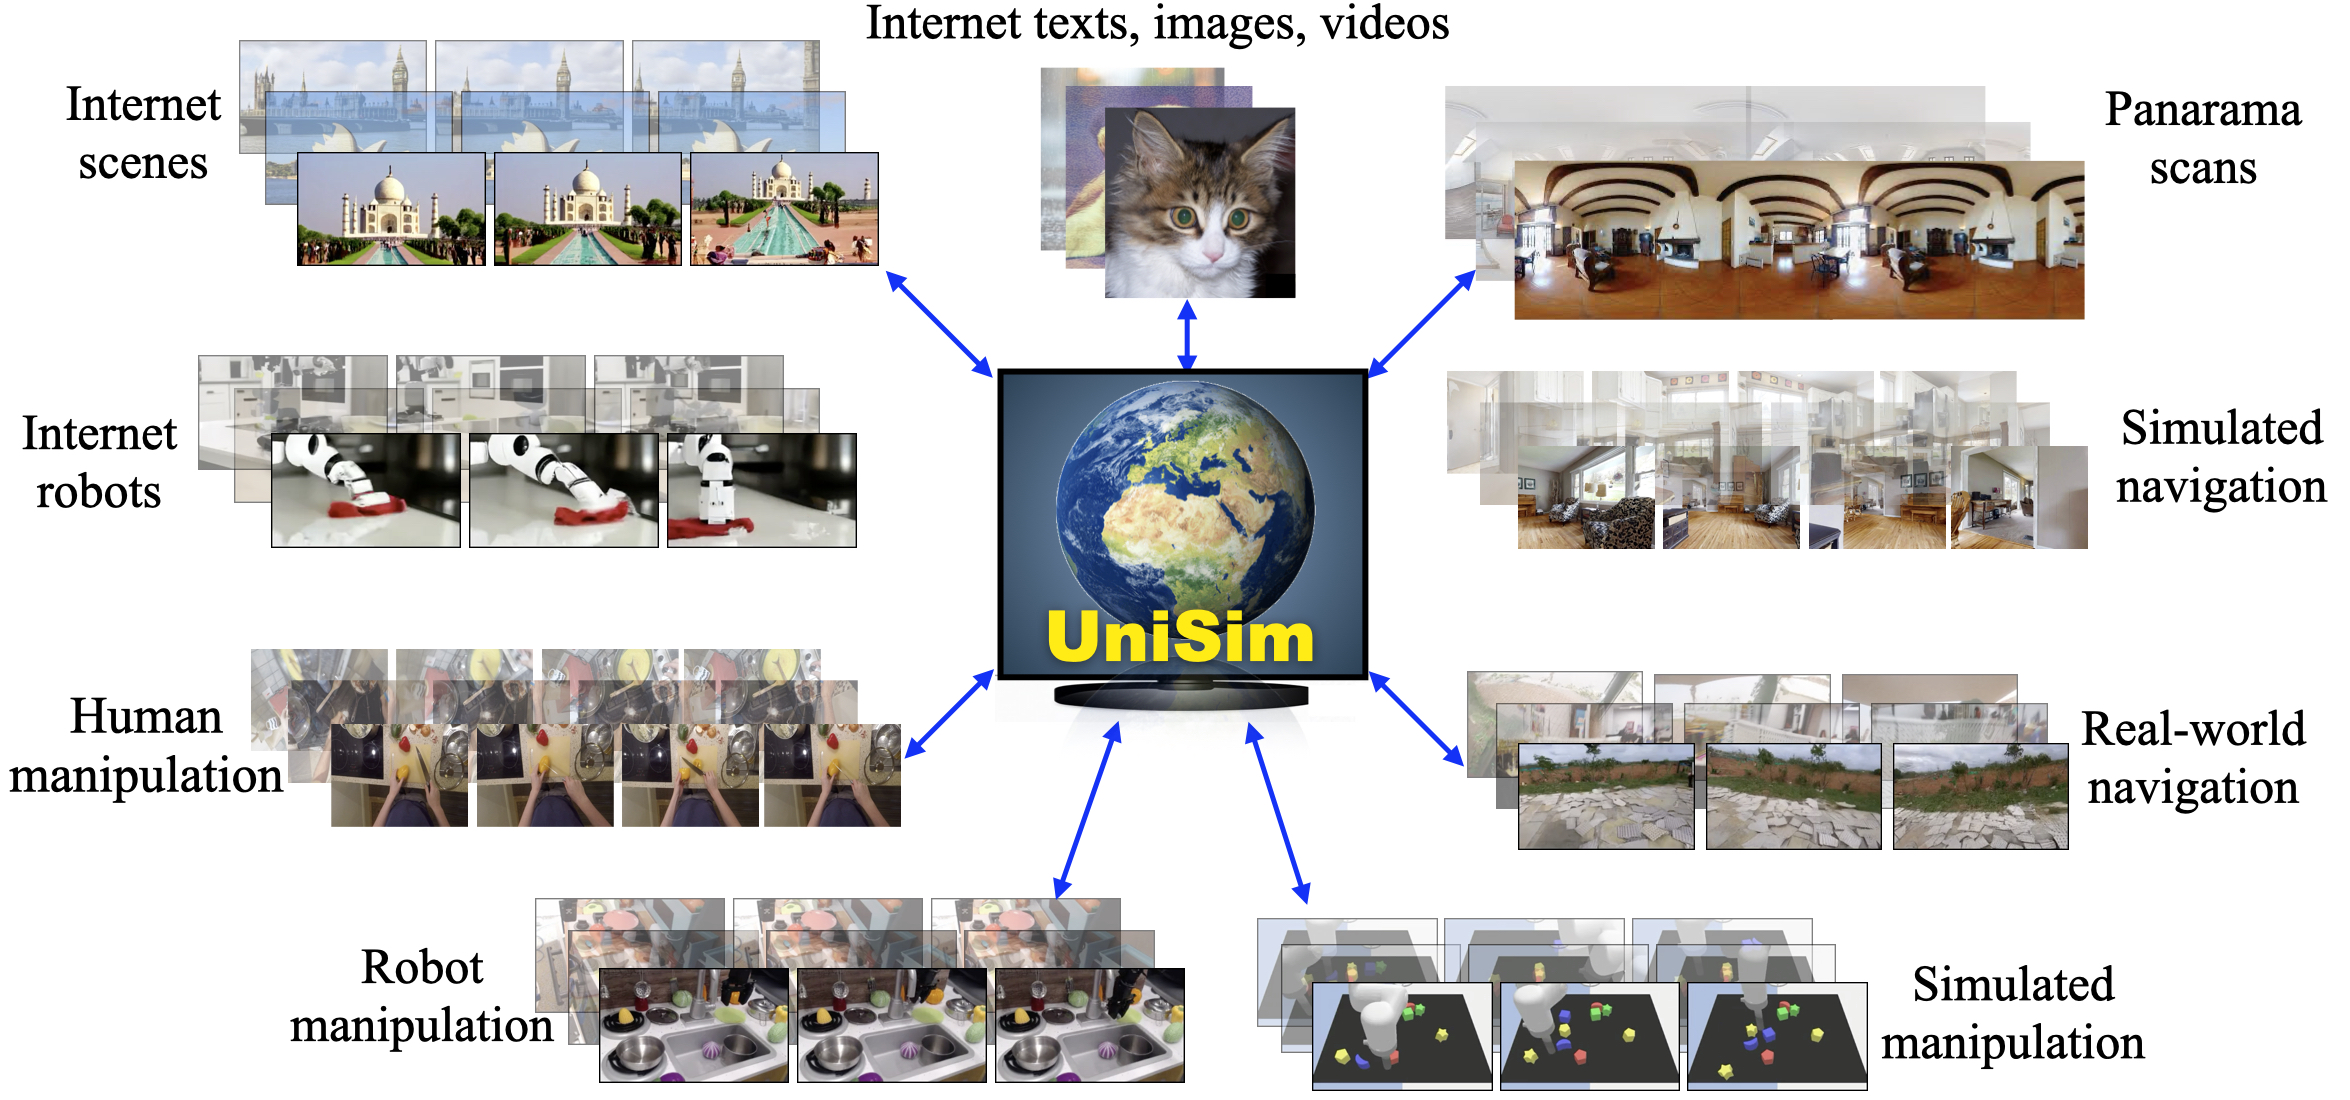 Internet texts, images, videos
Internet
scenes
Panarama
scans
Internet
robots
Simulated
navigation
UniSim
Human
manipulation
Real-world
navigation
Robot
manipulation
Simulated
manipulation